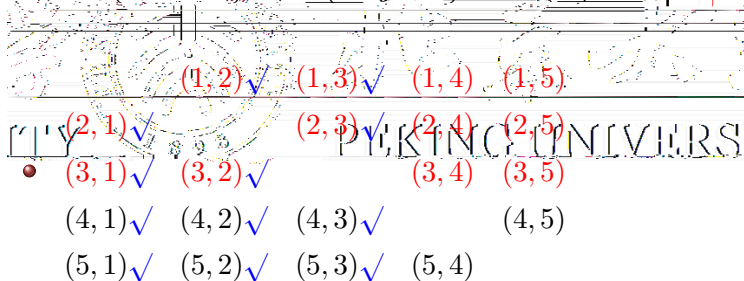 (1, 2)√ (1, 3)√ (1, 4) (1, 5)
(2, 1)√ (2, 3)√ (2, 4) (2, 5)
PEKING UNIVERS
(3, 1)√ (3, 2)√ (3, 4) (3, 5)
(4, 1)√ (4, 2)√ (4, 3)√ (4, 5)
(5, 1)√ (5, 2)√ (5, 3)√ (5, 4)